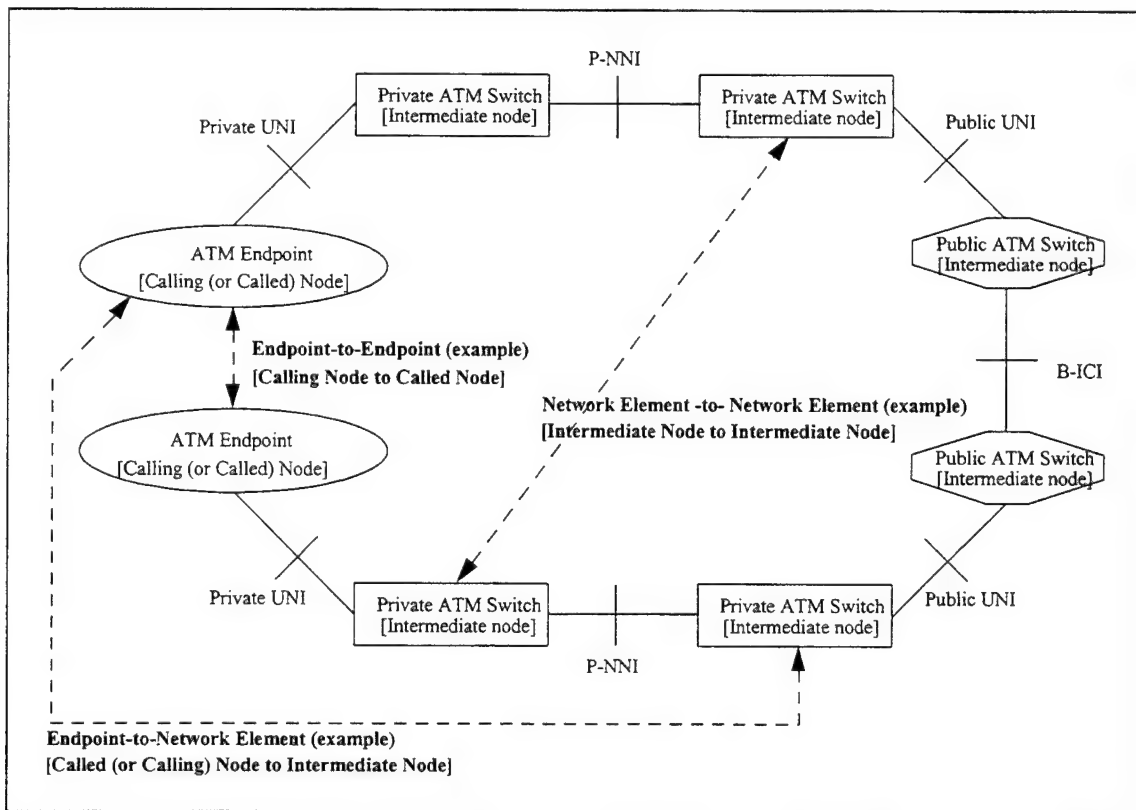 P-NNI
Private ATM Switch
[Intermediate node]
Private ATM Switch
[Intermediate node]
Private UNI
Public UNI
ATM Endpoint
[Calling (or Called) Node]
Public ATM Switch
[Intermediate node]
Endpoint-to-Endpoint (example)
[Calling Node to Called Node]
B-ICI
Network Element -to- Network Element (example)
[Intermediate Node to Intermediate Node]
ATM Endpoint
[Calling (or Called) Node]
Public ATM Switch
[Intermediate node]
Private UNI
Private ATM Switch
[Intermediate node]
Private ATM Switch
[Intermediate node]
Public UNI
P-NNI
Endpoint-to-Network Element (example)
[Called (or Calling) Node to Intermediate Node]